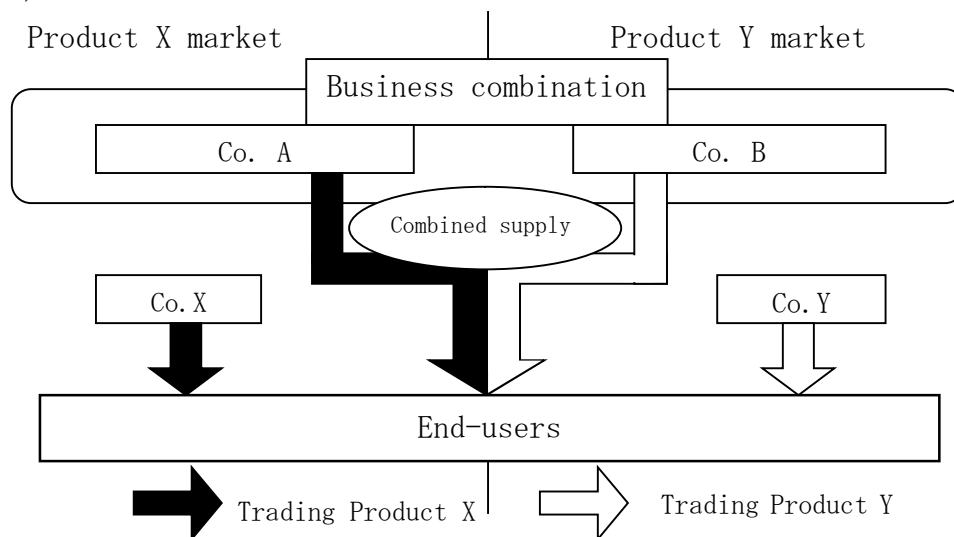 Product X market
Product Y market
Business combination
Co. A
Co. B
Combined supply
Co.X
Co.Y
End-users
Trading Product X
Trading Product Y